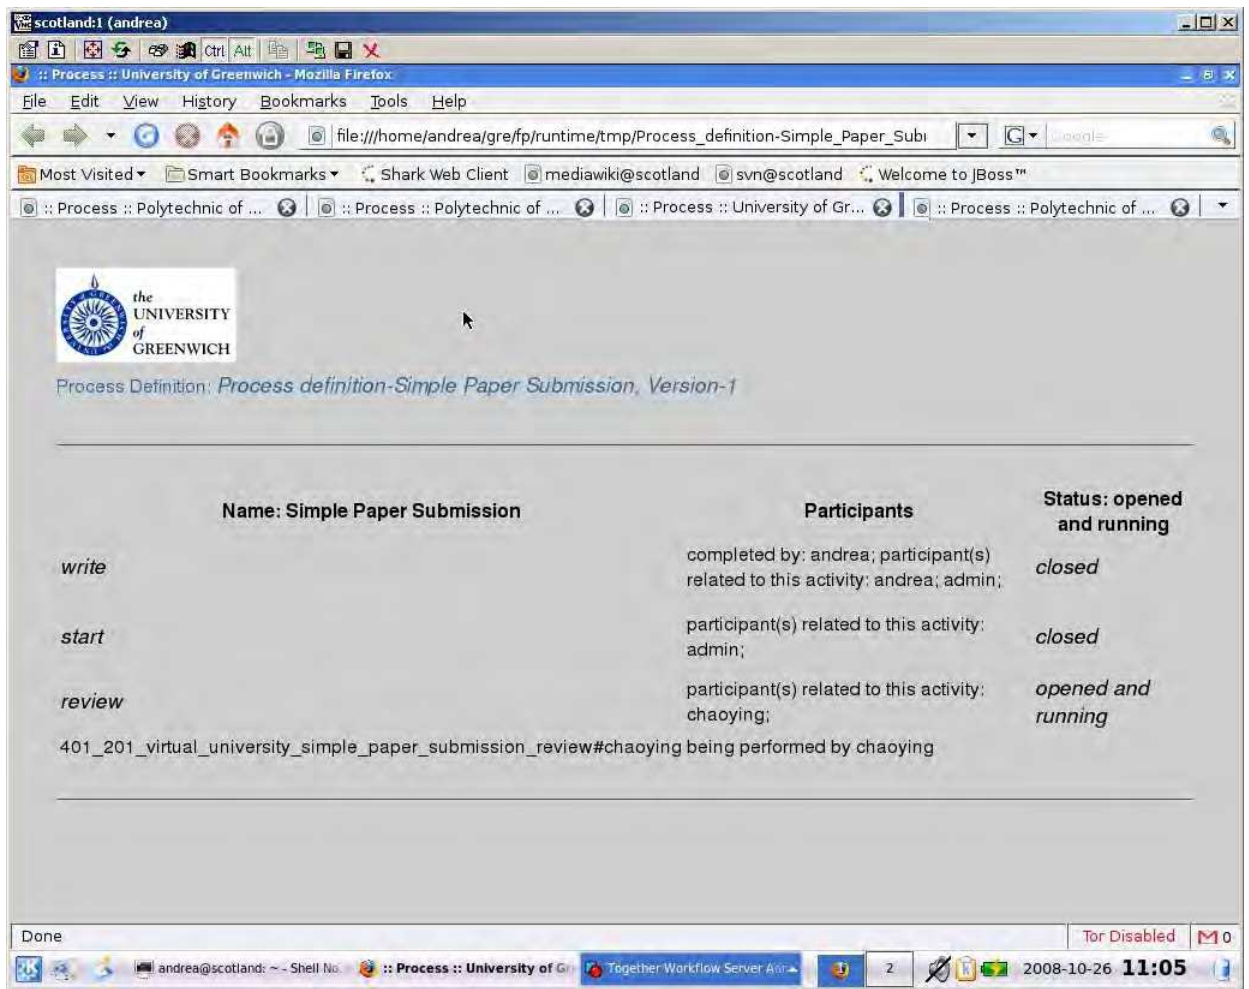 scotland:1 (andrea)
Ctrl Alt
:: Process :: University of Greenwich - Mozilla Firefox
File Edit View History Bookmarks Tools Help
file:///home/andrea/gre/fp/runtime/tmp/Process_definition-Simple_Paper_Subi
G
Most Visited Smart Bookmarks Shark Web Client mediawiki@scotland svn@scotland Welcome to JBoss™
:: Process :: Polytechnic of ... :: Process :: Polytechnic of ... :: Process :: University of Gr... :: Process :: Polytechnic of ...
the
UNIVERSITY
of
GREENWICH
Process Definition: Process definition-Simple Paper Submission, Version-1
Name: Simple Paper Submission Participants Status: opened and running
write completed by: andrea; participant(s) related to this activity: andrea; admin; closed
start participant(s) related to this activity: admin; closed
review participant(s) related to this activity: chaoying; opened and running
401_201_virtual_university_simple_paper_submission_review#chaoying being performed by chaoying
Done Tor Disabled 0
andrea@scotland: ~ - Shell No. :: Process :: University of G Together Workflow Server 2 2008-10-26 11:05